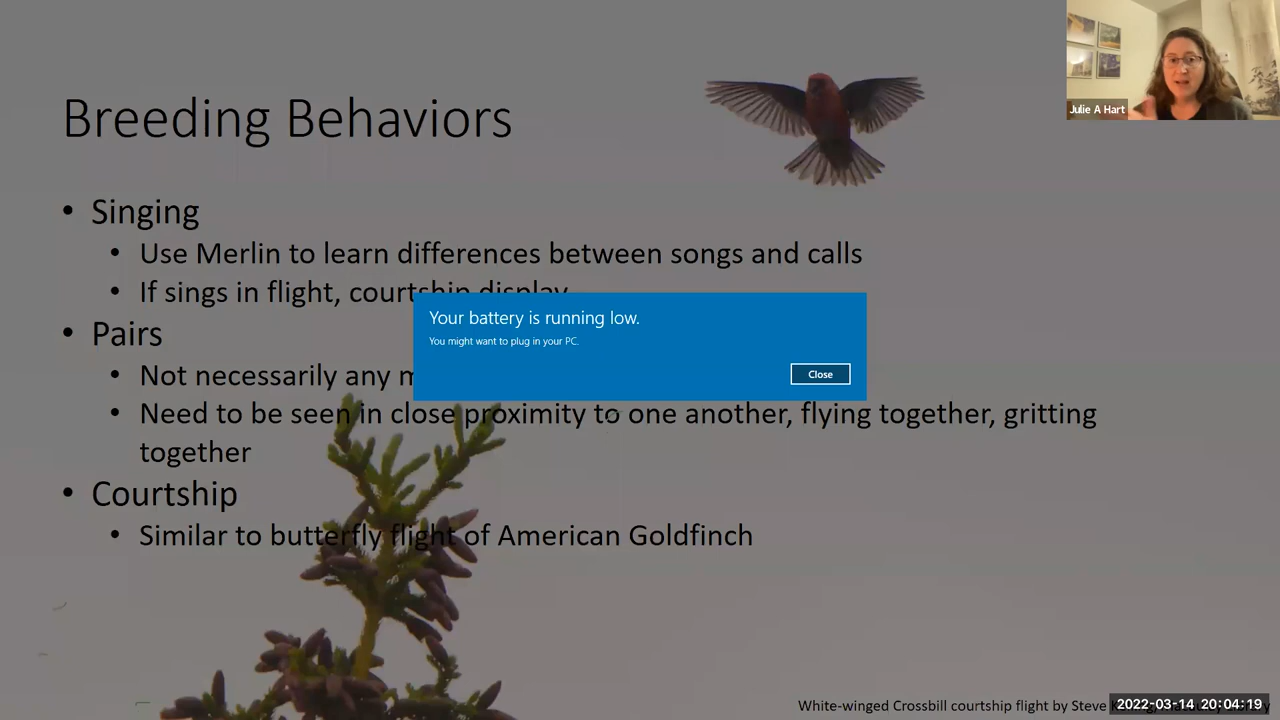 Julie A Hart
Breeding Behaviors
• Singing
• Use Merlin to learn differences between songs and calls
• If sings in flight, courtship display
Your battery is running low.
You might want to plug in your PC.
Close
• Pairs
• Not necessarily any
• Need to be seen in close proximity to one another, flying together, gritting
together
• Courtship
• Similar to butterfly flight of American Goldfinch
White-winged Crossbill courtship flight by Steve
2022-03-14 20:04:19